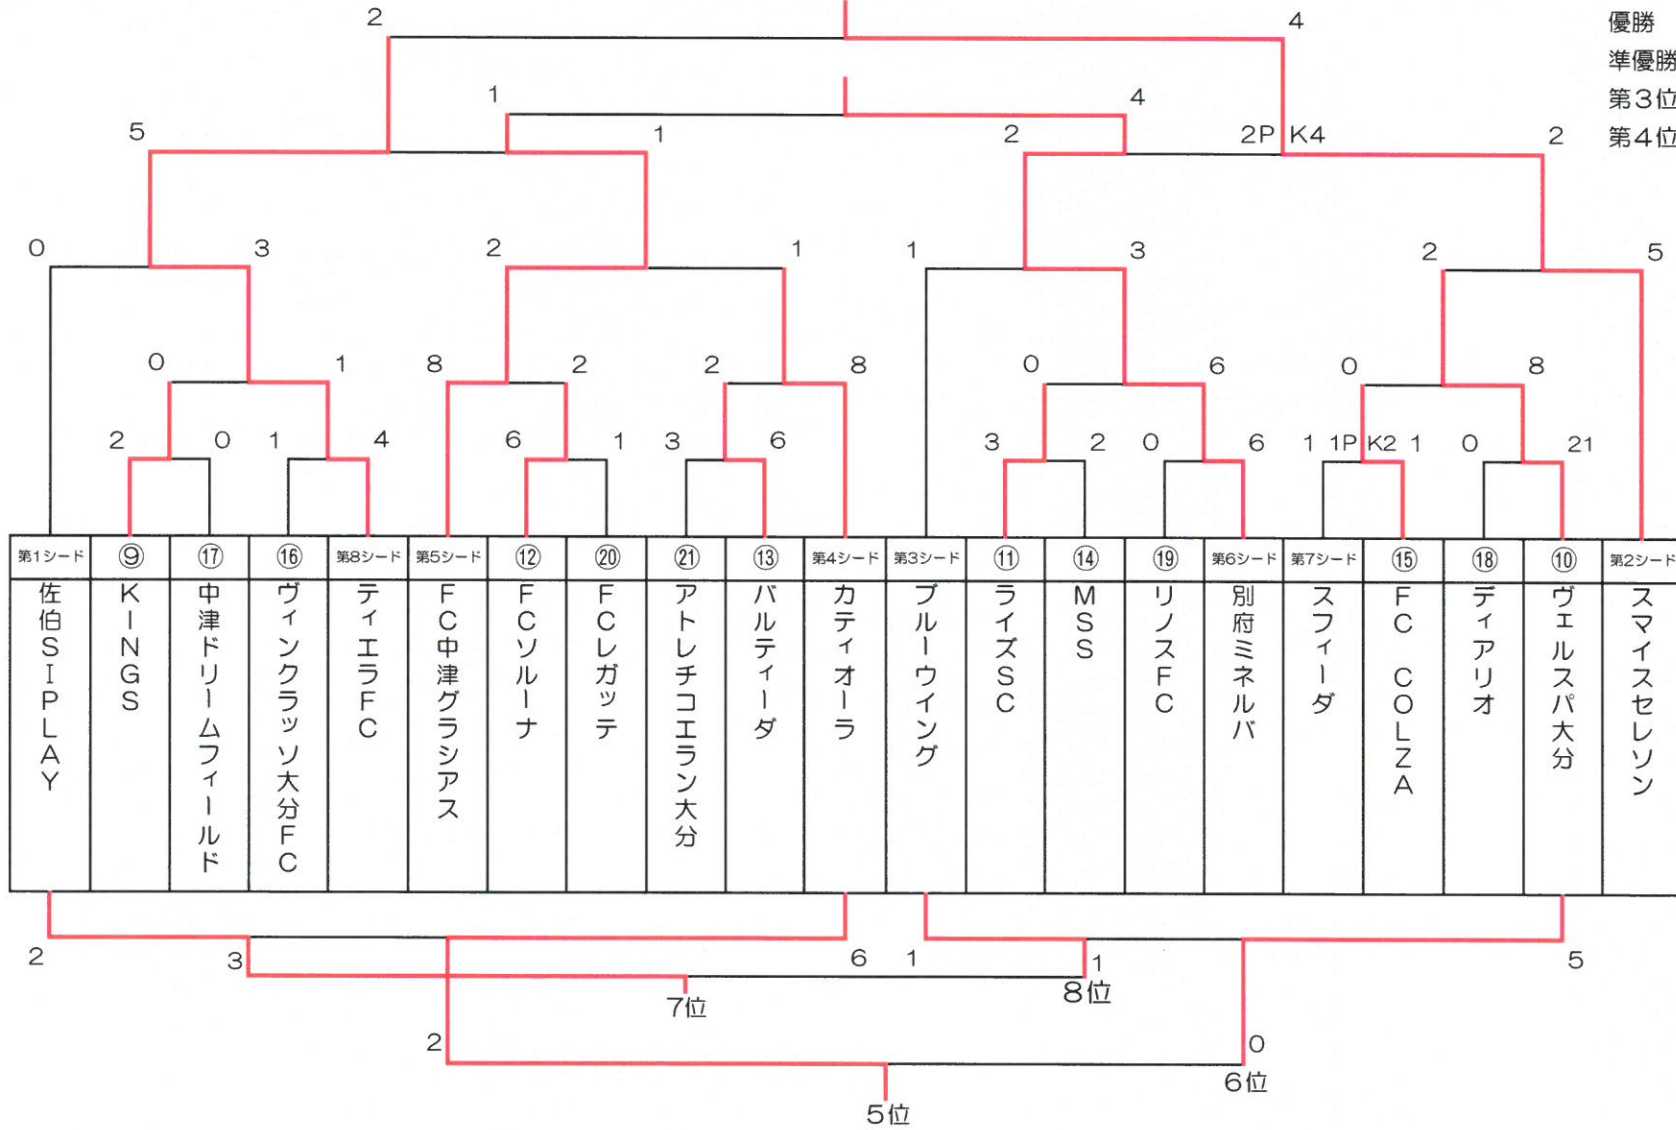 2
4
優勝
準優勝
1
4
第3位
5
1
2
2P K4
2
第4位
0
3
2
1
1
3
2
5
0
1
8
2
2
8
0
6
0
8
2
0
1
4
6
1
3
6
3
2
0
6
1
1P K2
1
0
21
第1シード
⑨
⑰
⑯
第8シード
第5シード
⑫
⑳
㉑
⑬
第4シード
第3シード
⑪
⑭
⑲
第6シード
第7シード
⑮
⑱
⑩
第2シード
佐伯SIPLAY
KINGS
中津ドリームフィールド
ヴィンクラッソ大分FC
ティエラFC
FC中津グラシアス
FCソルーナ
FCレガッテ
アトレチコエラン大分
バルティーダ
カティオーラ
ブルーウイング
ライズSC
MSS
リノスFC
別府ミネルバ
スフィーダ
FC COLZA
ディアリオ
ヴェルスパ大分
スマイスセレソン
2
3
6
1
1
5
7位
8位
2
0
6位
5位